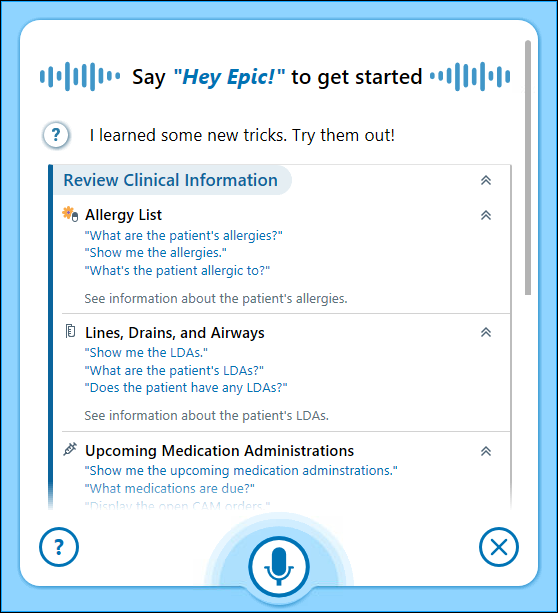 Say "Hey Epic!" to get started
? I learned some new tricks. Try them out!
Review Clinical Information
Allergy List
"What are the patient's allergies?"
"Show me the allergies."
"What's the patient allergic to?"
See information about the patient's allergies.
Lines, Drains, and Airways
"Show me the LDAs."
"What are the patient's LDAs?"
"Does the patient have any LDAs?"
See information about the patient's LDAs.
Upcoming Medication Administrations
"Show me the upcoming medication adminstrations."
"What medications are due?"
"Display the open CAM orders."
?